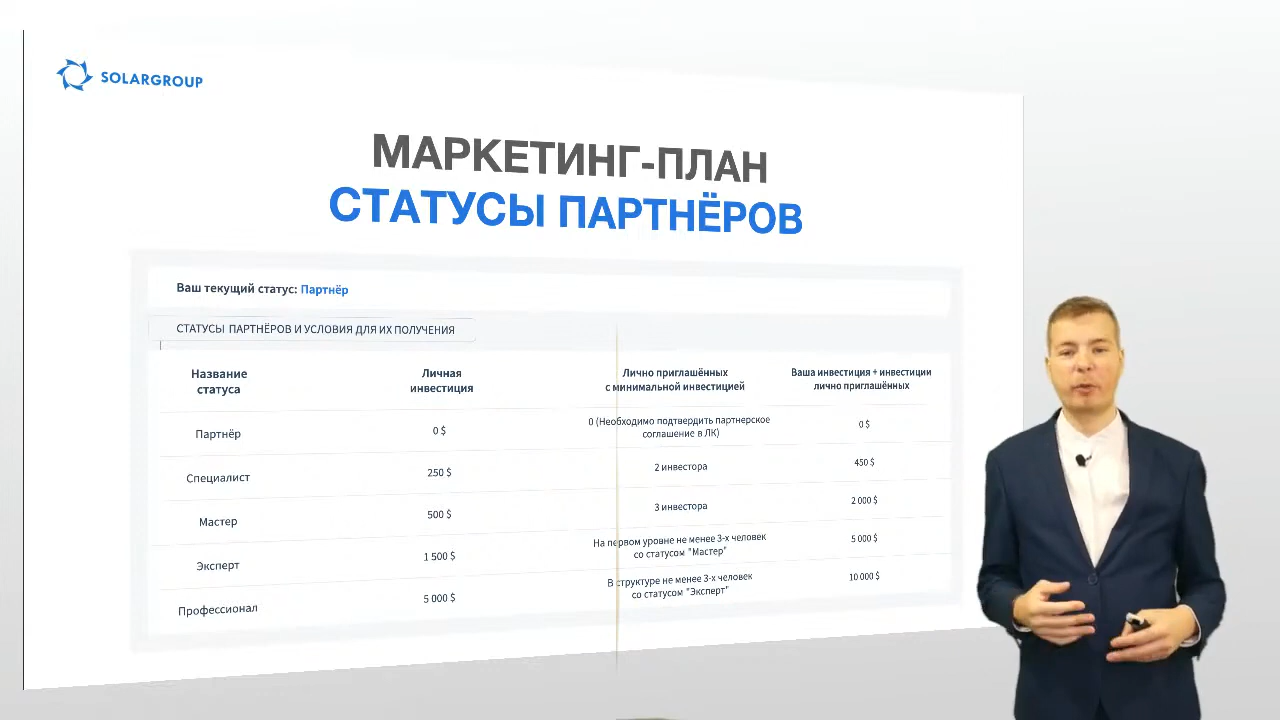 SOLARGROUP
МАРКЕТИНГ-ПЛАН
СТАТУСЫ ПАРТНЁРОВ
Ваш текущий статус: Партнёр
СТАТУСЫ ПАРТНЁРОВ И УСЛОВИЯ ДЛЯ ИХ ПОЛУЧЕНИЯ
Название
статуса
Личная
инвестиция
Лично приглашённых
с минимальной инвестицией
Ваша инвестиция + инвестиции
лично приглашённых
Партнёр
0 $
0 (Необходимо подтвердить партнерское
соглашение в ЛК)
0 $
Специалист
250 $
2 инвестора
450 $
Мастер
500 $
3 инвестора
2 000 $
Эксперт
1 500 $
На первом уровне не менее 3-х человек
со статусом "Мастер"
5 000 $
Профессионал
5 000 $
В структуре не менее 3-х человек
со статусом "Эксперт"
10 000 $